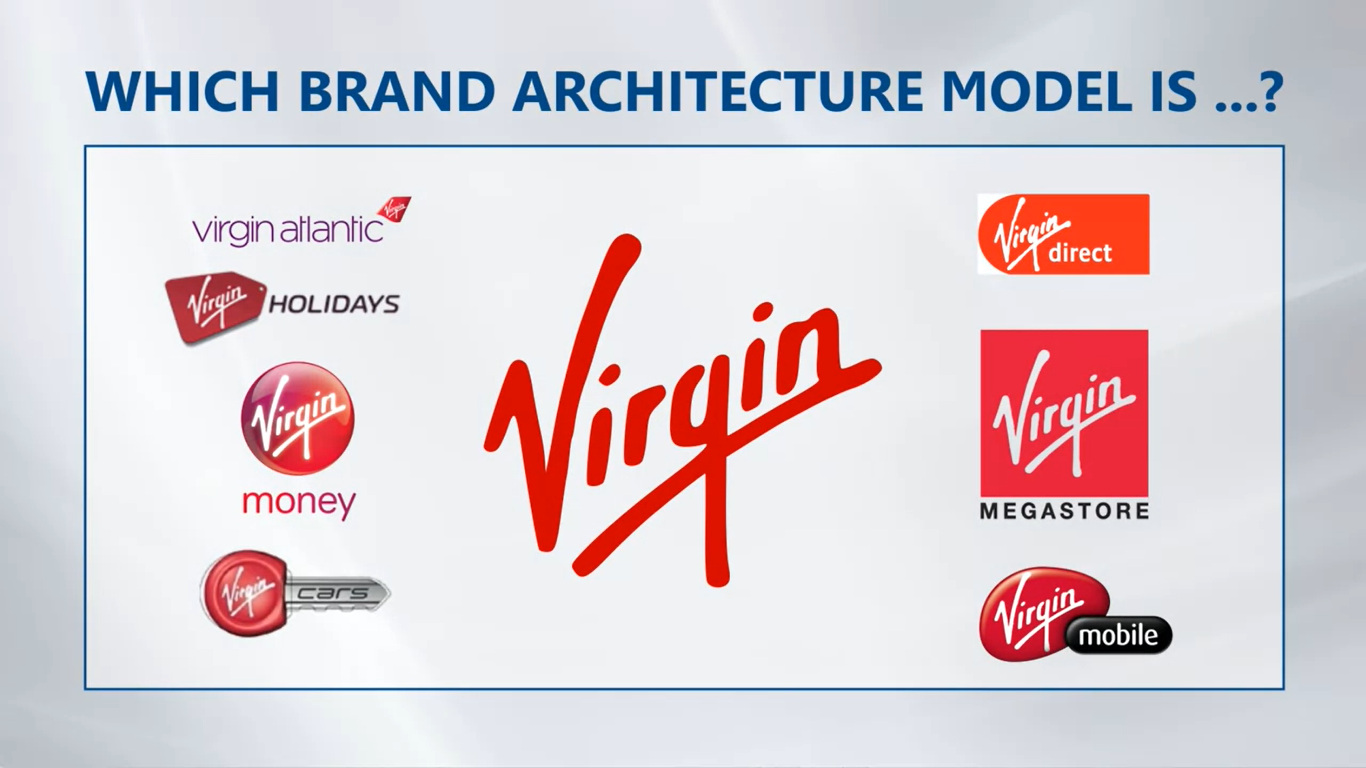 WHICH BRAND ARCHITECTURE MODEL IS ...?
virgin atlantic Virgin
Virgin HOLIDAYS
Virgin
money
Virgin cars
Virgin
Virgin
direct
Virgin
MEGASTORE
Virgin
mobile